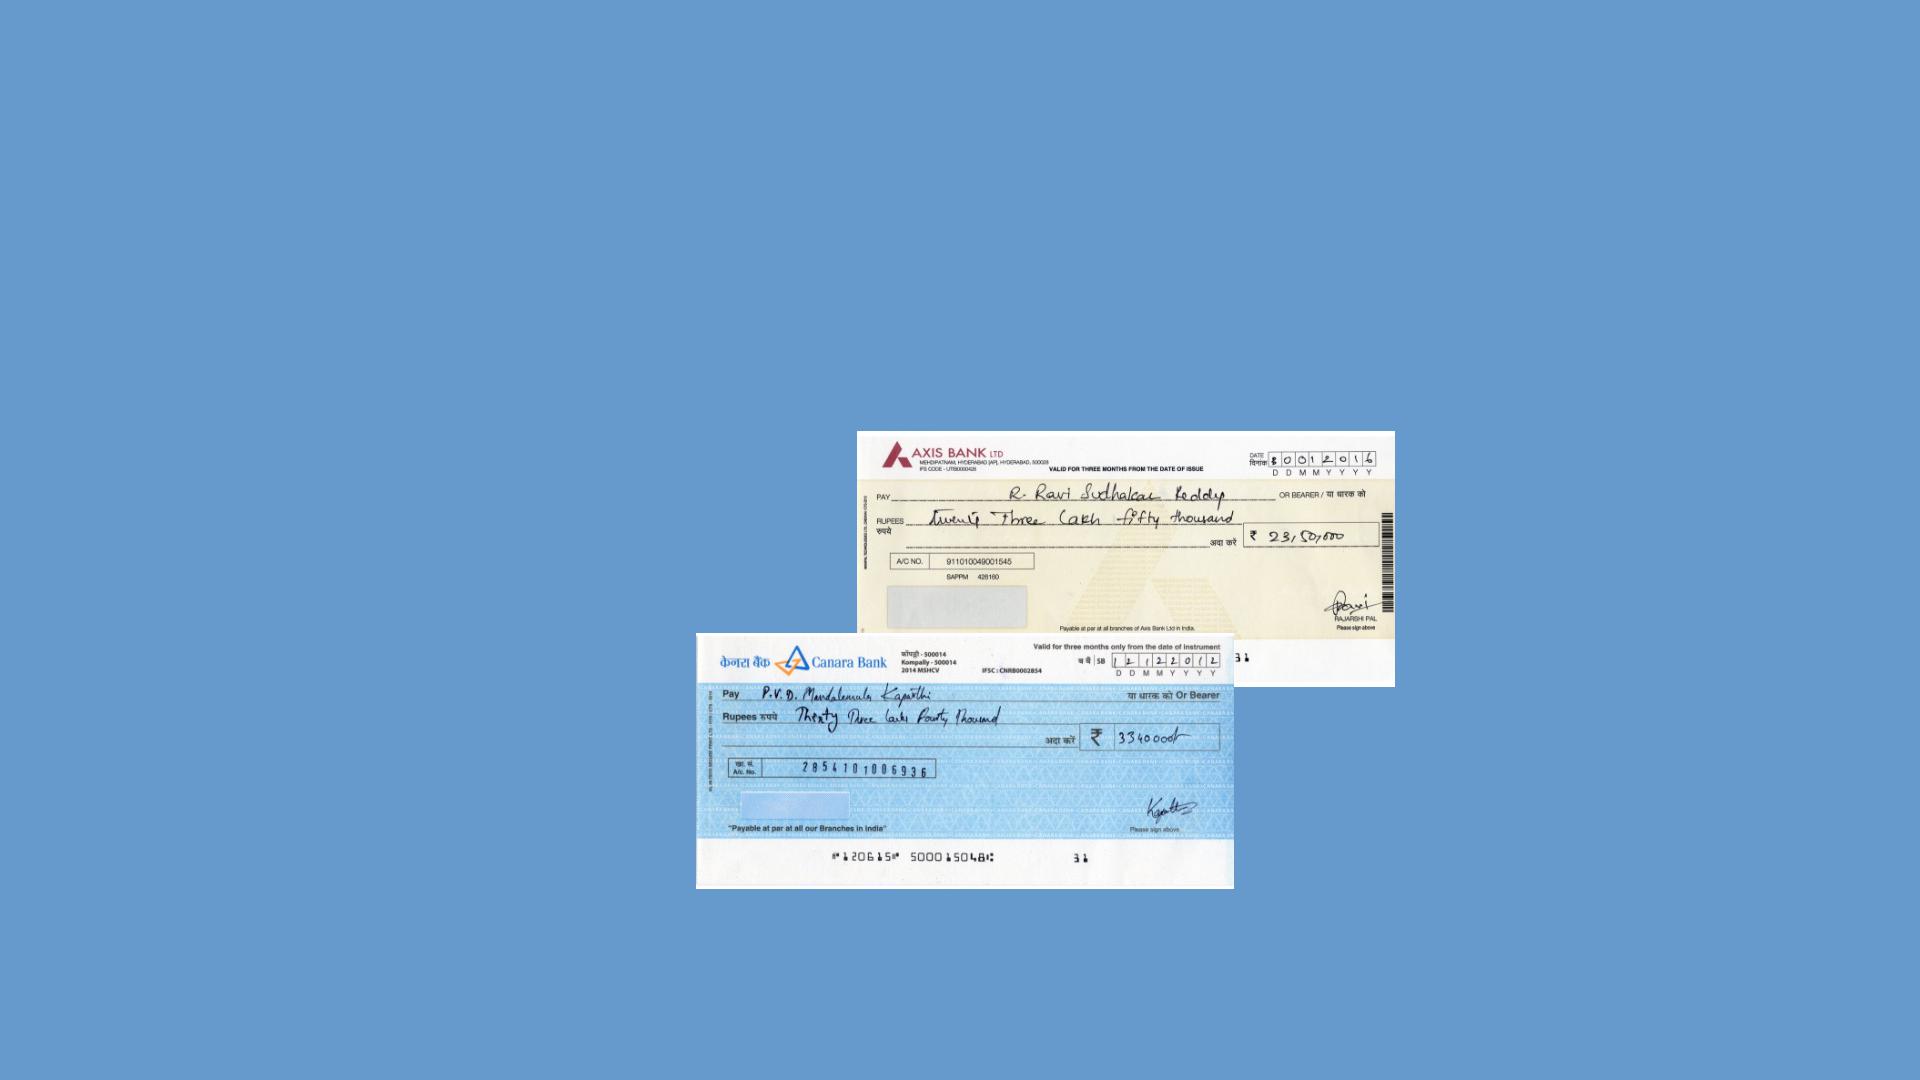 AXIS BANK LTD
MEHDIPATNAM, HYDERABAD [AP], HYDERABAD, 500028
IFS CODE - UTIB0000426
VALID FOR THREE MONTHS FROM THE DATE OF ISSUE
DATE
दिनांक 0 0 1 2 0 1 6
D D M M Y Y Y Y
PAY R. Ravi Sudhakar Reddy OR BEARER / या धारक को
RUPEES Twenty Three Lakh fifty thousand
रुपये
अदा करें ₹ 23,50,000
A/C NO. 911010049001545
SAPPM 426160
RAJARSHI PAL
Payable at par at all branches of Axis Bank Ltd in India.
Please sign above
31
केनरा बैंक Canara Bank
Kompally - 500014
2014 MSHCV
IFSC : CNRB0002854
Valid for three months only from the date of instrument
SB 1 2 1 2 2 0 1 2
D D M M Y Y Y Y
Pay P.V.D. Kaparthi या धारक को Or Bearer
Rupees रुपये Thirty Three Lakhs Fourty Thousand
अदा करें ₹ 3340000/-
खा. सं.
A/c. No. 2854101006936
"Payable at par at all our Branches in India"
Please sign above
⑈120615⑈ 500015048⑆ 31